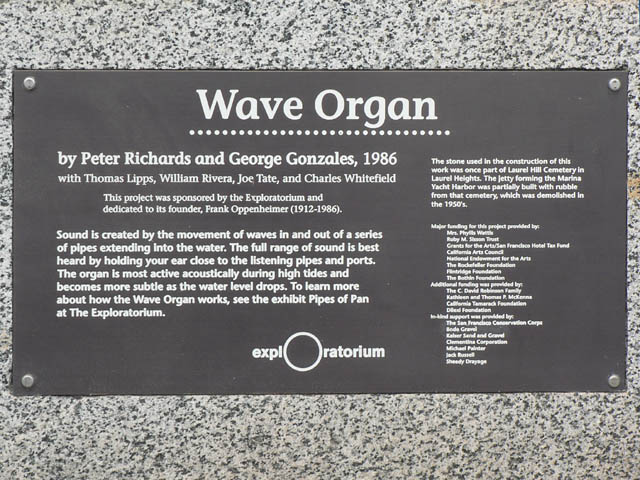 Wave Organ
by Peter Richards and George Gonzales, 1986
with Thomas Lipps, William Rivera, Joe Tate, and Charles Whitefield
This project was sponsored by the Exploratorium and
dedicated to its founder, Frank Oppenheimer (1912-1986).
Sound is created by the movement of waves in and out of a series
of pipes extending into the water. The full range of sound is best
heard by holding your ear close to the listening pipes and ports.
The organ is most active acoustically during high tides and
becomes more subtle as the water level drops. To learn more
about how the Wave Organ works, see the exhibit Pipes of Pan
at The Exploratorium.
explOratorium
The stone used in the construction of this
work was once part of Laurel Hill Cemetery in
Laurel Heights. The jetty forming the Marina
Yacht Harbor was partially built with rubble
from that cemetery, which was demolished in
the 1950's.
Major funding for this project provided by:
Mrs. Phyllis Wattis
Ruby M. Sisson Trust
Grants for the Arts/San Francisco Hotel Tax Fund
California Arts Council
National Endowment for the Arts
The Rockefeller Foundation
Flintridge Foundation
The Bothin Foundation
Additional funding was provided by:
The C. David Robinson Family
Kathleen and Thomas P. McKenna
California Tamarack Foundation
Dilexi Foundation
In-kind support was provided by:
The San Francisco Conservation Corps
Bode Gravel
Kaiser Sand and Gravel
Clementina Corporation
Michael Painter
Jack Russell
Sheedy Drayage